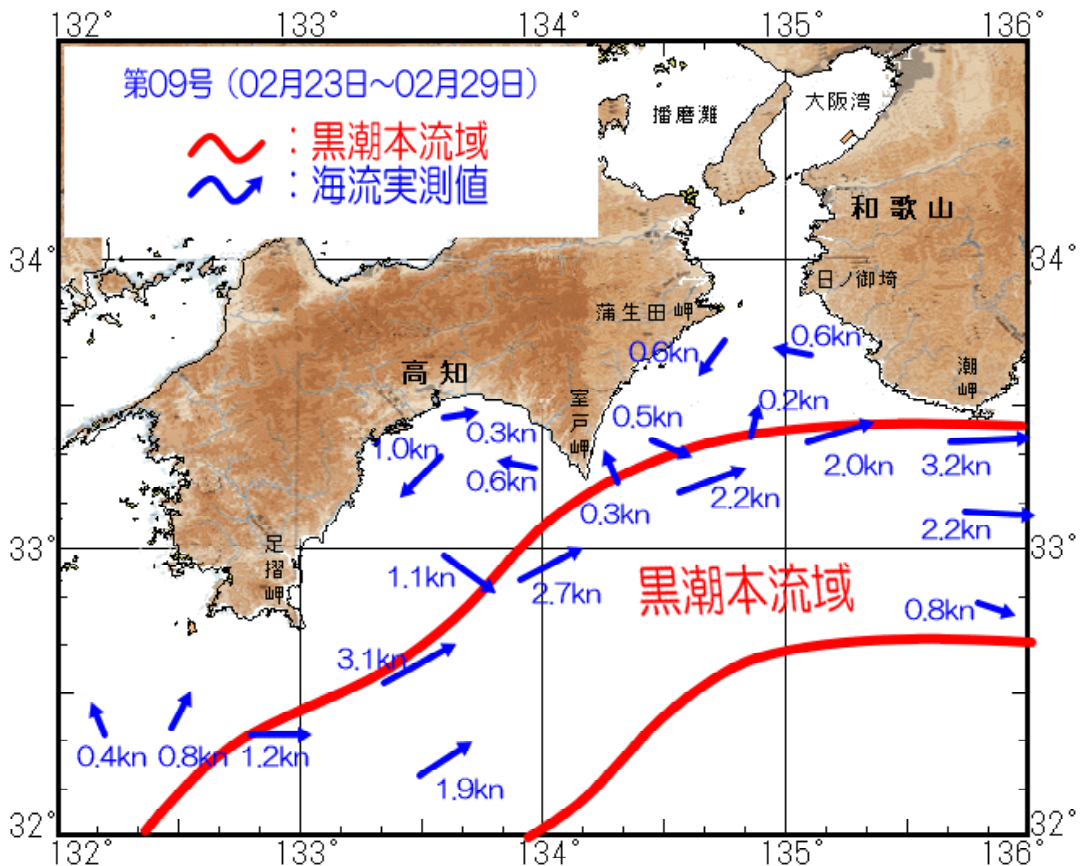 132° 133° 134° 135° 136°
第09号（02月23日～02月29日）
：黒潮本流域
：海流実測値
播磨灘
大阪湾
和歌山
34° 34°
日ノ御埼
蒲生田岬
0.6kn 0.6kn
高知
潮岬
室戸岬
0.5kn 0.2kn
1.0kn 0.3kn
0.6kn 2.2kn 2.0kn 3.2kn
0.3kn
2.2kn
33° 33°
足摺岬
1.1kn 2.7kn
黒潮本流域
0.8kn
3.1kn
0.4kn 0.8kn 1.2kn
1.9kn
32° 32°
132° 133° 134° 135° 136°